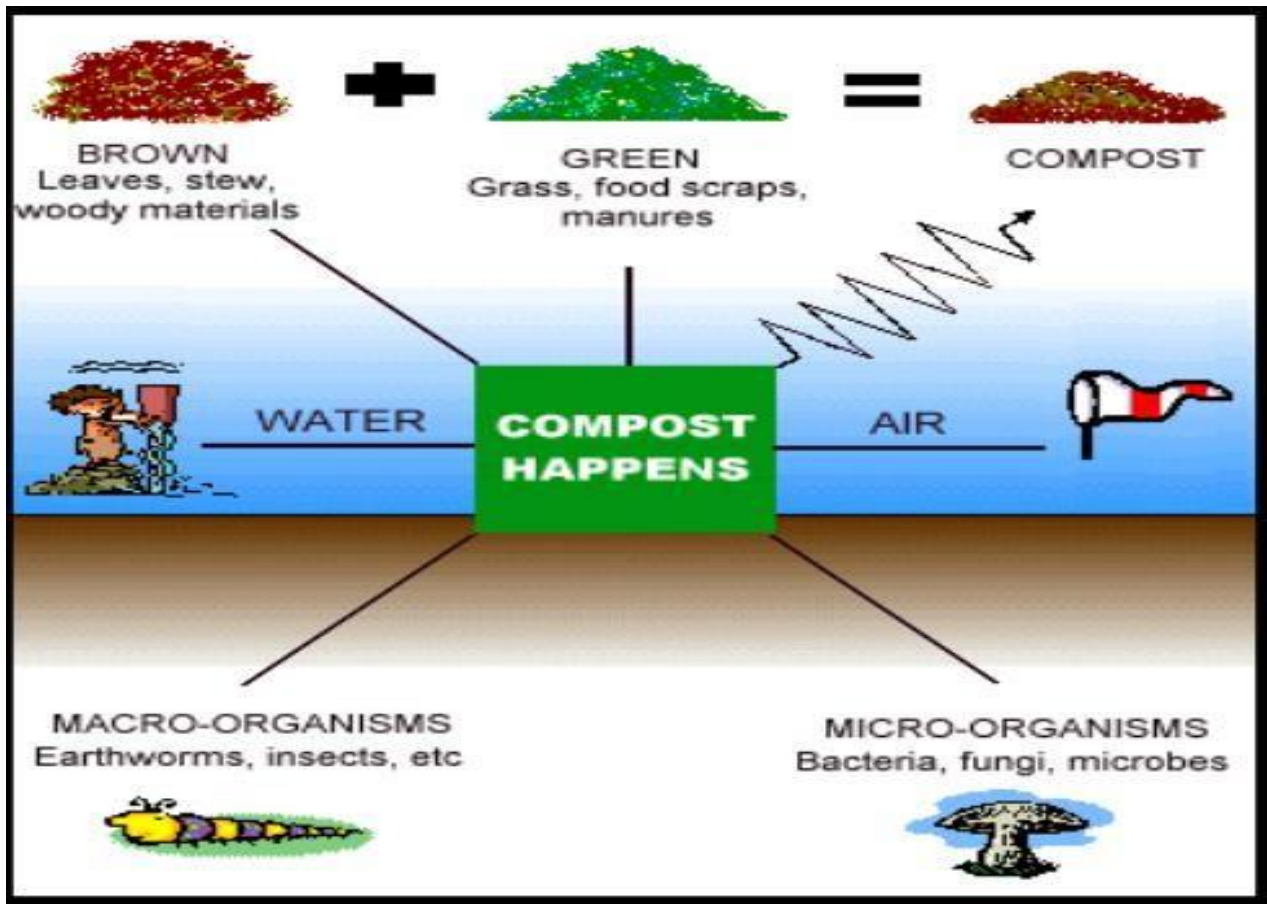 BROWN
Leaves, stew,
woody materials
GREEN
Grass, food scraps,
manures
COMPOST
WATER
COMPOST
HAPPENS
AIR
MACRO-ORGANISMS
Earthworms, insects, etc
MICRO-ORGANISMS
Bacteria, fungi, microbes